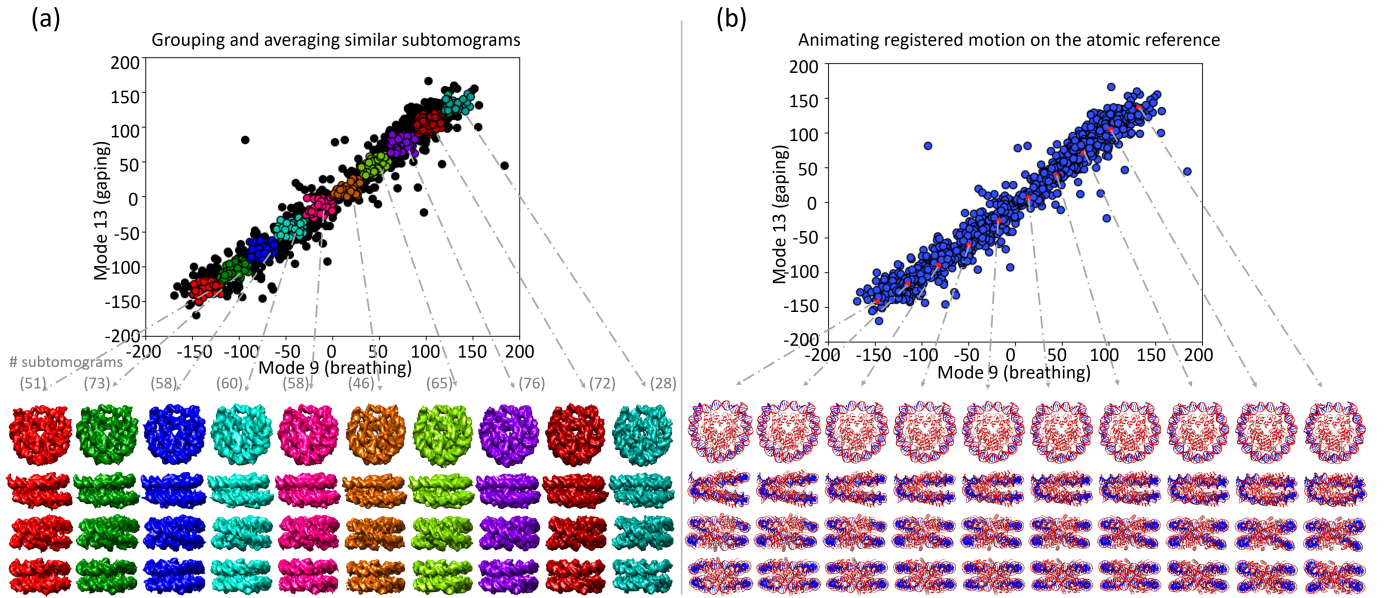 (a)
Grouping and averaging similar subtomograms
200
150
100
50
0
-50
-100
-150
-200
Mode 13 (gaping)
-200 -150 -100 -50 0 50 100 150 200
Mode 9 (breathing)
# subtomograms
(51) (73) (58) (60) (58) (46) (65) (76) (72) (28)
(b)
Animating registered motion on the atomic reference
200
150
100
50
0
-50
-100
-150
-200
Mode 13 (gaping)
-200 -150 -100 -50 0 50 100 150 200
Mode 9 (breathing)